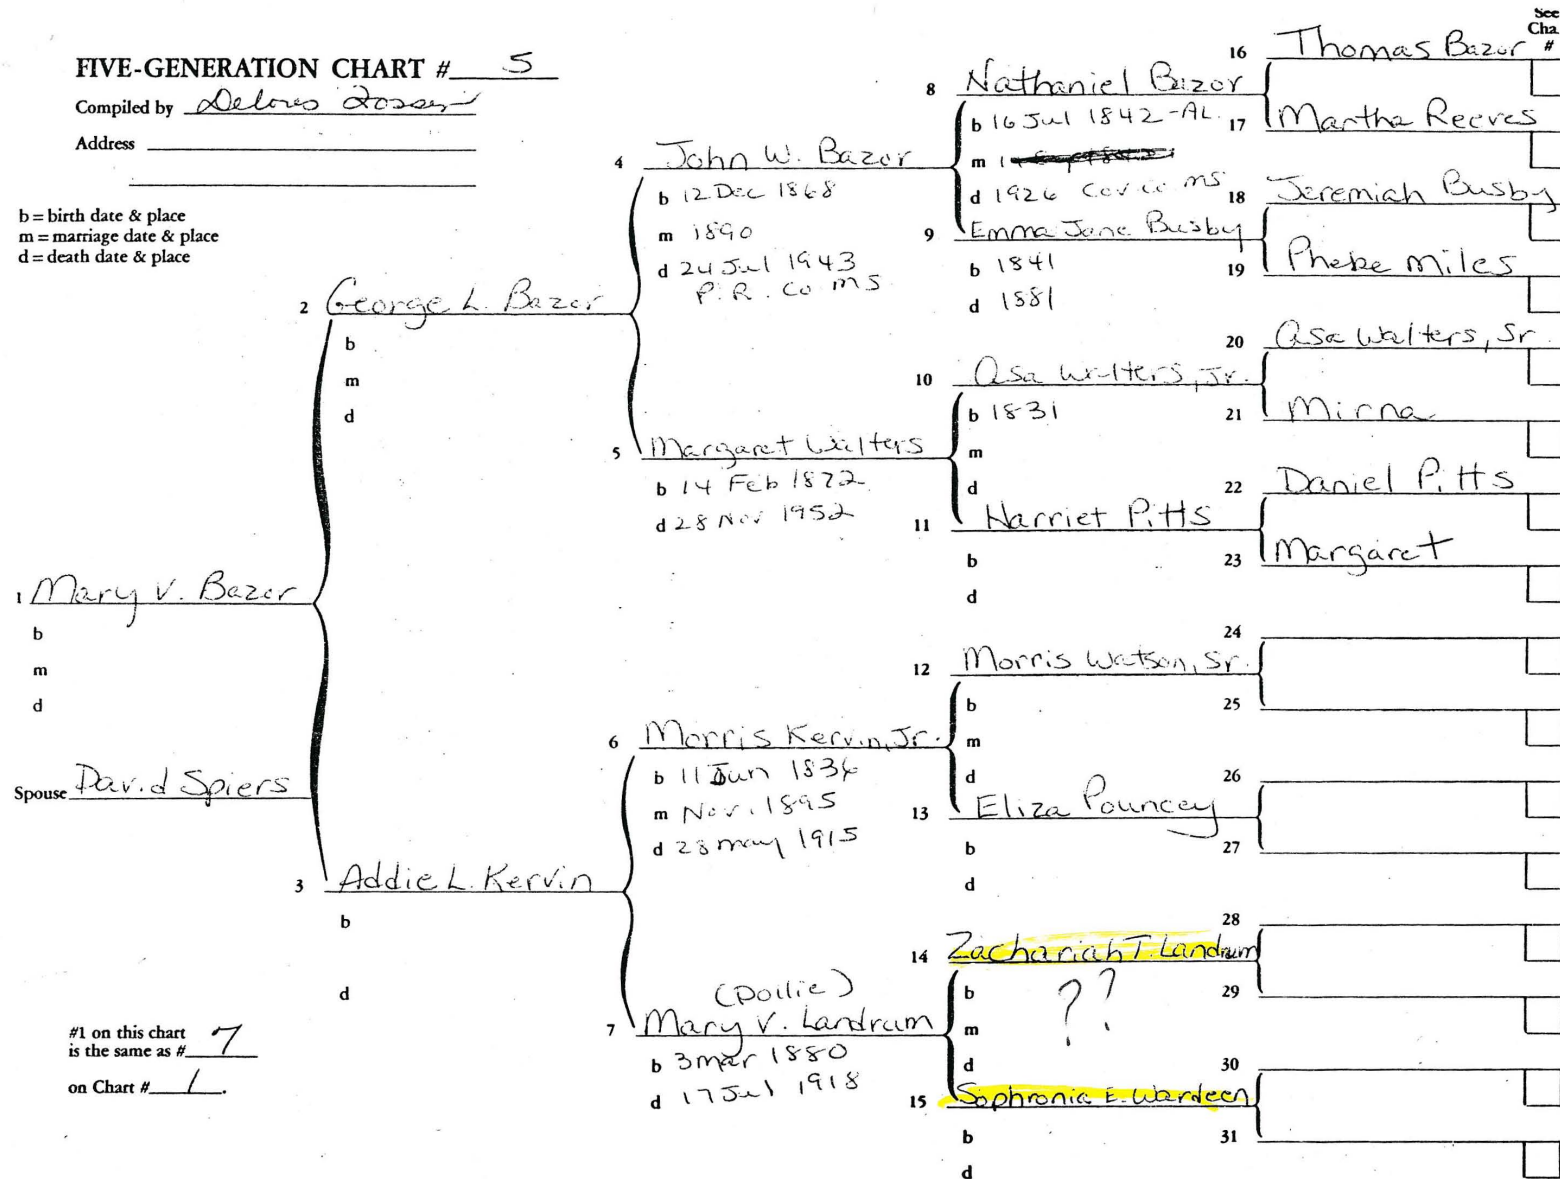 See
Cha
#
FIVE-GENERATION CHART # 5
Compiled by Delores
Address
b = birth date & place
m = marriage date & place
d = death date & place
1 Mary V. Bazor
b
m
d
Spouse David Spiers
#1 on this chart
is the same as # 7
on Chart # 1.
2 George L. Bazor
b
m
d
3 Addie L. Kervin
b
d
4 John W. Bazor
b 12 Dec 1868
m 1890
d 24 Jul 1943
P.R. Co MS
5 Margaret Walters
b 14 Feb 1872
d 28 Nov 1952
6 Morris Kervin, Jr.
b 11 Jun 1836
m Nov. 1895
d 28 May 1915
(Dollie)
7 Mary V. Landrum
b 3 Mar 1880
d 17 Jul 1918
8 Nathaniel Bazor
b 16 Jul 1842 - AL.
m
d 1926 Cov Co MS
9 Emma Jane Busby
b 1841
d 1881
10 Asa Walters, Jr.
b 1831
m
d
11 Harriet Pitts
b
d
12 Morris Watson, Sr.
b
m
d
13 Eliza Pouncey
b
d
14 Zachariah T. Landrum
b ??
m
d
15 Sophronia E. Wardeen
b
d
16 Thomas Bazor
17 Martha Reeves
18 Jeremiah Busby
19 Phebe Miles
20 Asa Walters, Sr.
21 Mirna
22 Daniel Pitts
23 Margaret
24
25
26
27
28
29
30
31